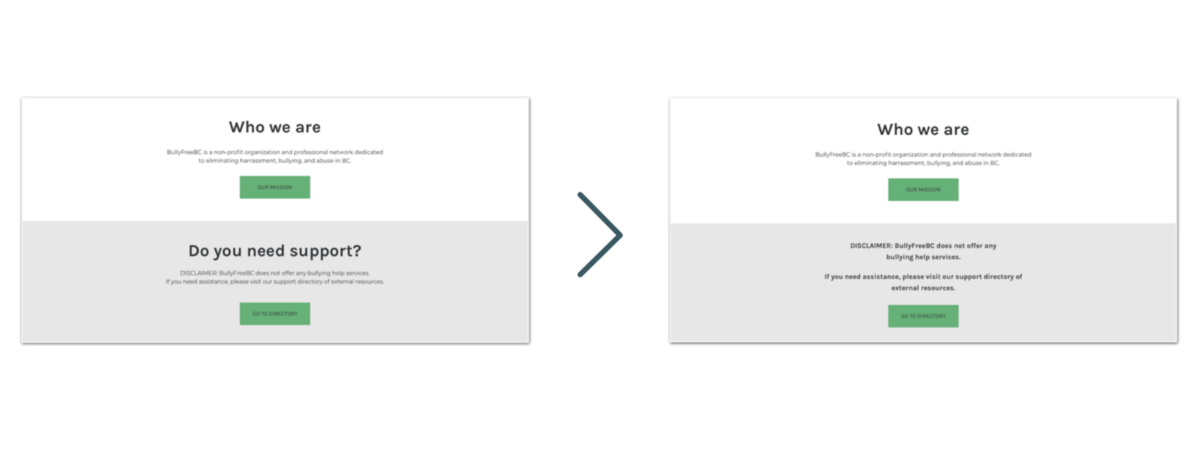 Who we are
BullyFreeBC is a non-profit organization and professional network dedicated
to eliminating harrassment, bullying, and abuse in BC.
OUR MISSION
Do you need support?
DISCLAIMER: BullyFreeBC does not offer any bullying help services.
If you need assistance, please visit our support directory of external resources.
GO TO DIRECTORY
Who we are
BullyFreeBC is a non-profit organization and professional network dedicated
to eliminating harrassment, bullying, and abuse in BC.
OUR MISSION
DISCLAIMER: BullyFreeBC does not offer any
bullying help services.
If you need assistance, please visit our support directory of
external resources.
GO TO DIRECTORY